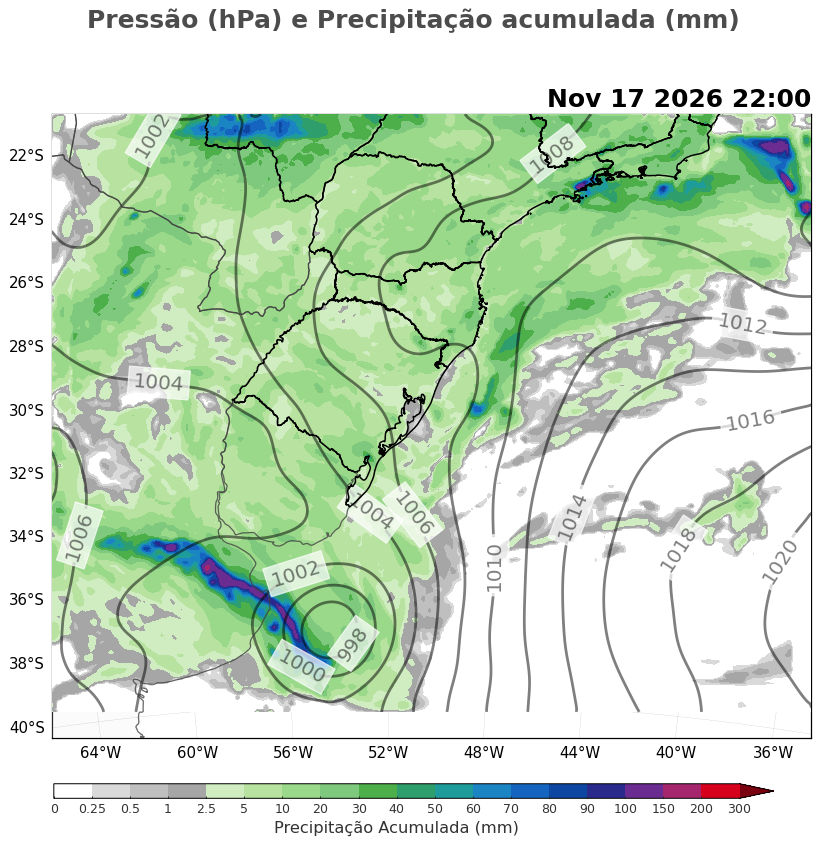 Pressão (hPa) e Precipitação acumulada (mm)
Nov 17 2026 22:00
1002
1008
22°S
24°S
26°S
1012
28°S
1004
30°S
1016
32°S
1004
1006
1014
34°S
1006
1018
1020
1002
1010
36°S
998
1000
38°S
40°S
64°W 60°W 56°W 52°W 48°W 44°W 40°W 36°W
0 0.25 0.5 1 2.5 5 10 20 30 40 50 60 70 80 90 100 150 200 300
Precipitação Acumulada (mm)